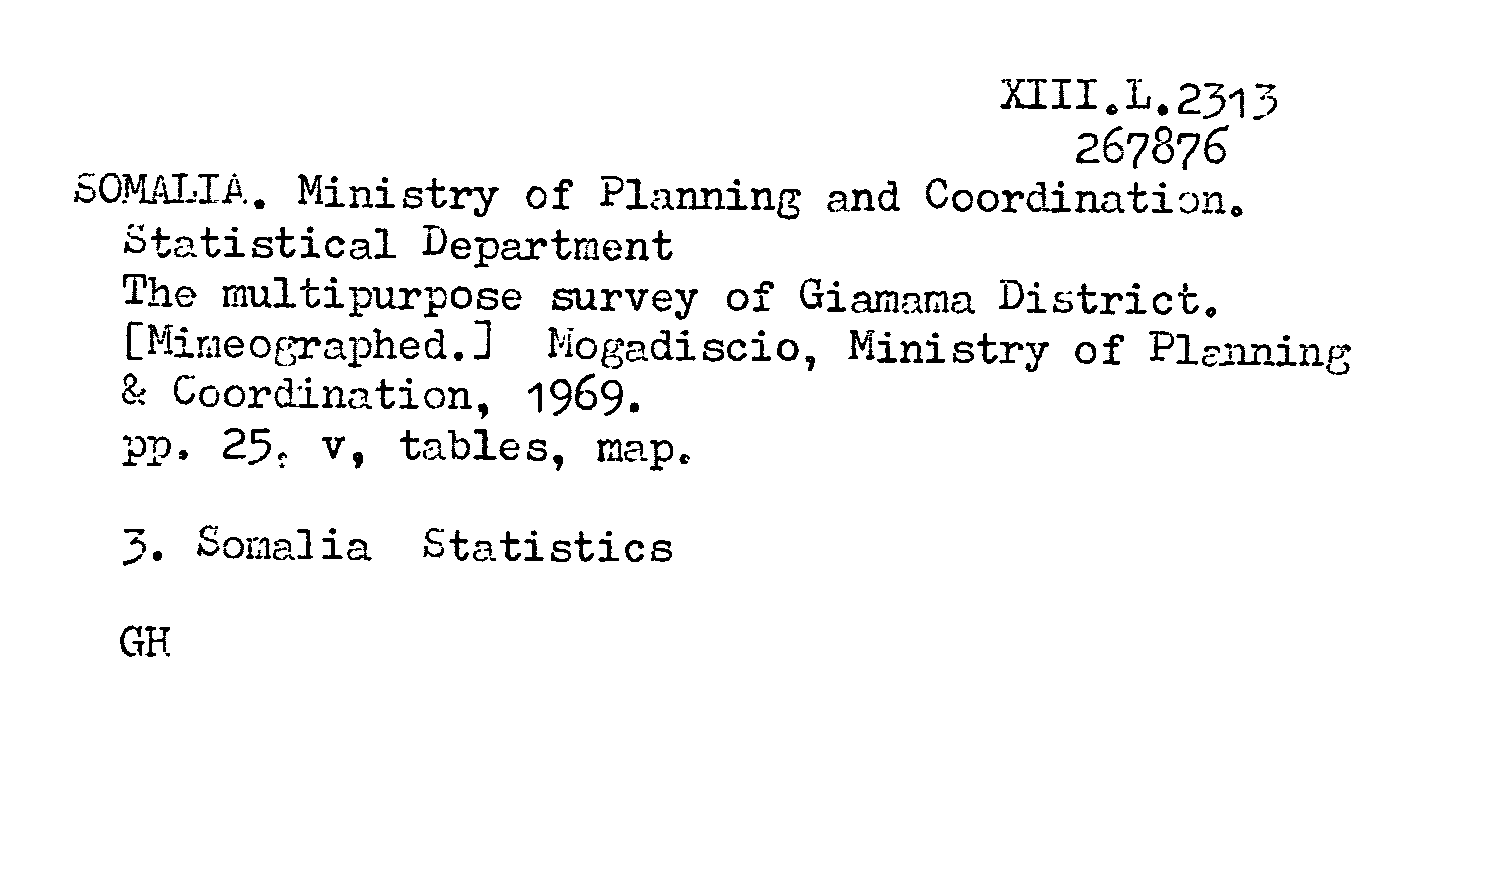 XIII.L.2313
267876
SOMALIA. Ministry of Planning and Coordination.
Statistical Department
The multipurpose survey of Giamama District.
[Mimeographed.] Mogadiscio, Ministry of Planning
& Coordination, 1969.
pp. 25, v, tables, map.
3. Somalia Statistics
GH